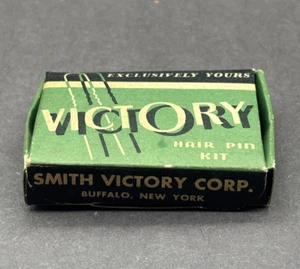 EXCLUSIVELY YOURS
VICTORY
HAIR PIN
KIT
SMITH VICTORY CORP.
BUFFALO, NEW YORK